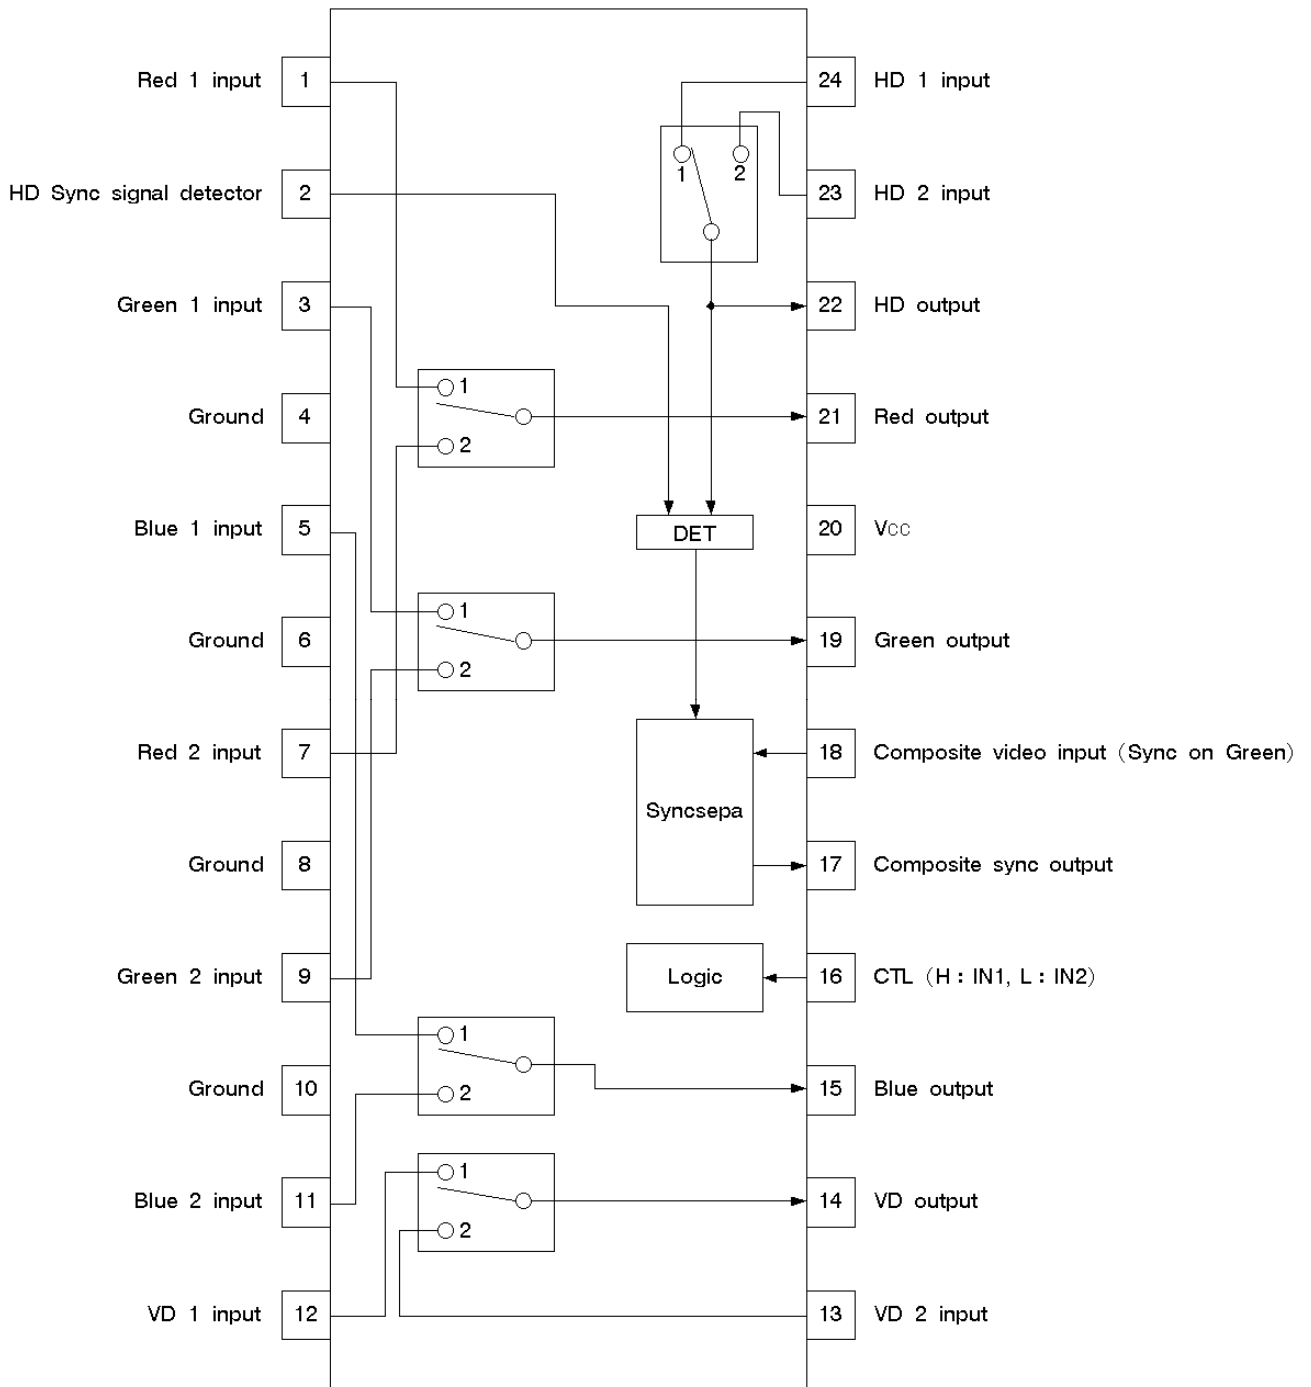 Red 1 input 1
24 HD 1 input
1 2
HD Sync signal detector 2
23 HD 2 input
Green 1 input 3
22 HD output
1
Ground 4
21 Red output
2
Blue 1 input 5
DET
20 Vcc
1
Ground 6
19 Green output
2
Red 2 input 7
18 Composite video input (Sync on Green)
Syncsepa
Ground 8
17 Composite sync output
Green 2 input 9
Logic
16 CTL (H : IN1, L : IN2)
1
Ground 10
2
15 Blue output
1
Blue 2 input 11
14 VD output
2
VD 1 input 12
13 VD 2 input